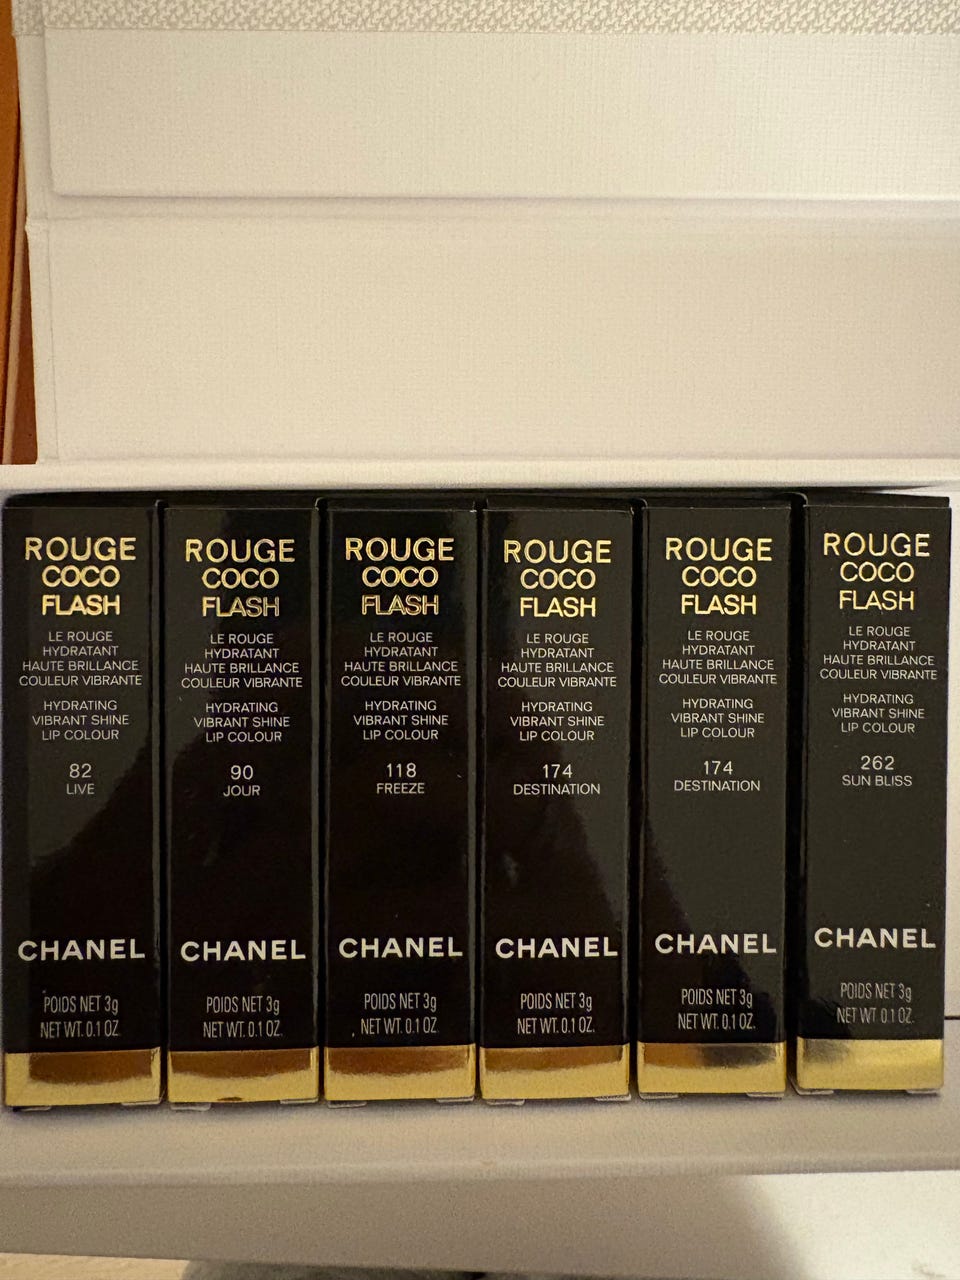 ROUGE
COCO
FLASH
LE ROUGE
HYDRATANT
HAUTE BRILLANCE
COULEUR VIBRANTE
HYDRATING
VIBRANT SHINE
LIP COLOUR
82
LIVE
CHANEL
POIDS NET 3g
NET WT. 0.1 OZ.
ROUGE
COCO
FLASH
LE ROUGE
HYDRATANT
HAUTE BRILLANCE
COULEUR VIBRANTE
HYDRATING
VIBRANT SHINE
LIP COLOUR
90
JOUR
CHANEL
POIDS NET 3g
NET WT. 0.1 OZ.
ROUGE
COCO
FLASH
LE ROUGE
HYDRATANT
HAUTE BRILLANCE
COULEUR VIBRANTE
HYDRATING
VIBRANT SHINE
LIP COLOUR
118
FREEZE
CHANEL
POIDS NET 3g
NET WT. 0.1 OZ.
ROUGE
COCO
FLASH
LE ROUGE
HYDRATANT
HAUTE BRILLANCE
COULEUR VIBRANTE
HYDRATING
VIBRANT SHINE
LIP COLOUR
174
DESTINATION
CHANEL
POIDS NET 3g
NET WT. 0.1 OZ.
ROUGE
COCO
FLASH
LE ROUGE
HYDRATANT
HAUTE BRILLANCE
COULEUR VIBRANTE
HYDRATING
VIBRANT SHINE
LIP COLOUR
174
DESTINATION
CHANEL
POIDS NET 3g
NET WT. 0.1 OZ.
ROUGE
COCO
FLASH
LE ROUGE
HYDRATANT
HAUTE BRILLANCE
COULEUR VIBRANTE
HYDRATING
VIBRANT SHINE
LIP COLOUR
262
SUN BLISS
CHANEL
POIDS NET 3g
NET WT. 0.1 OZ.